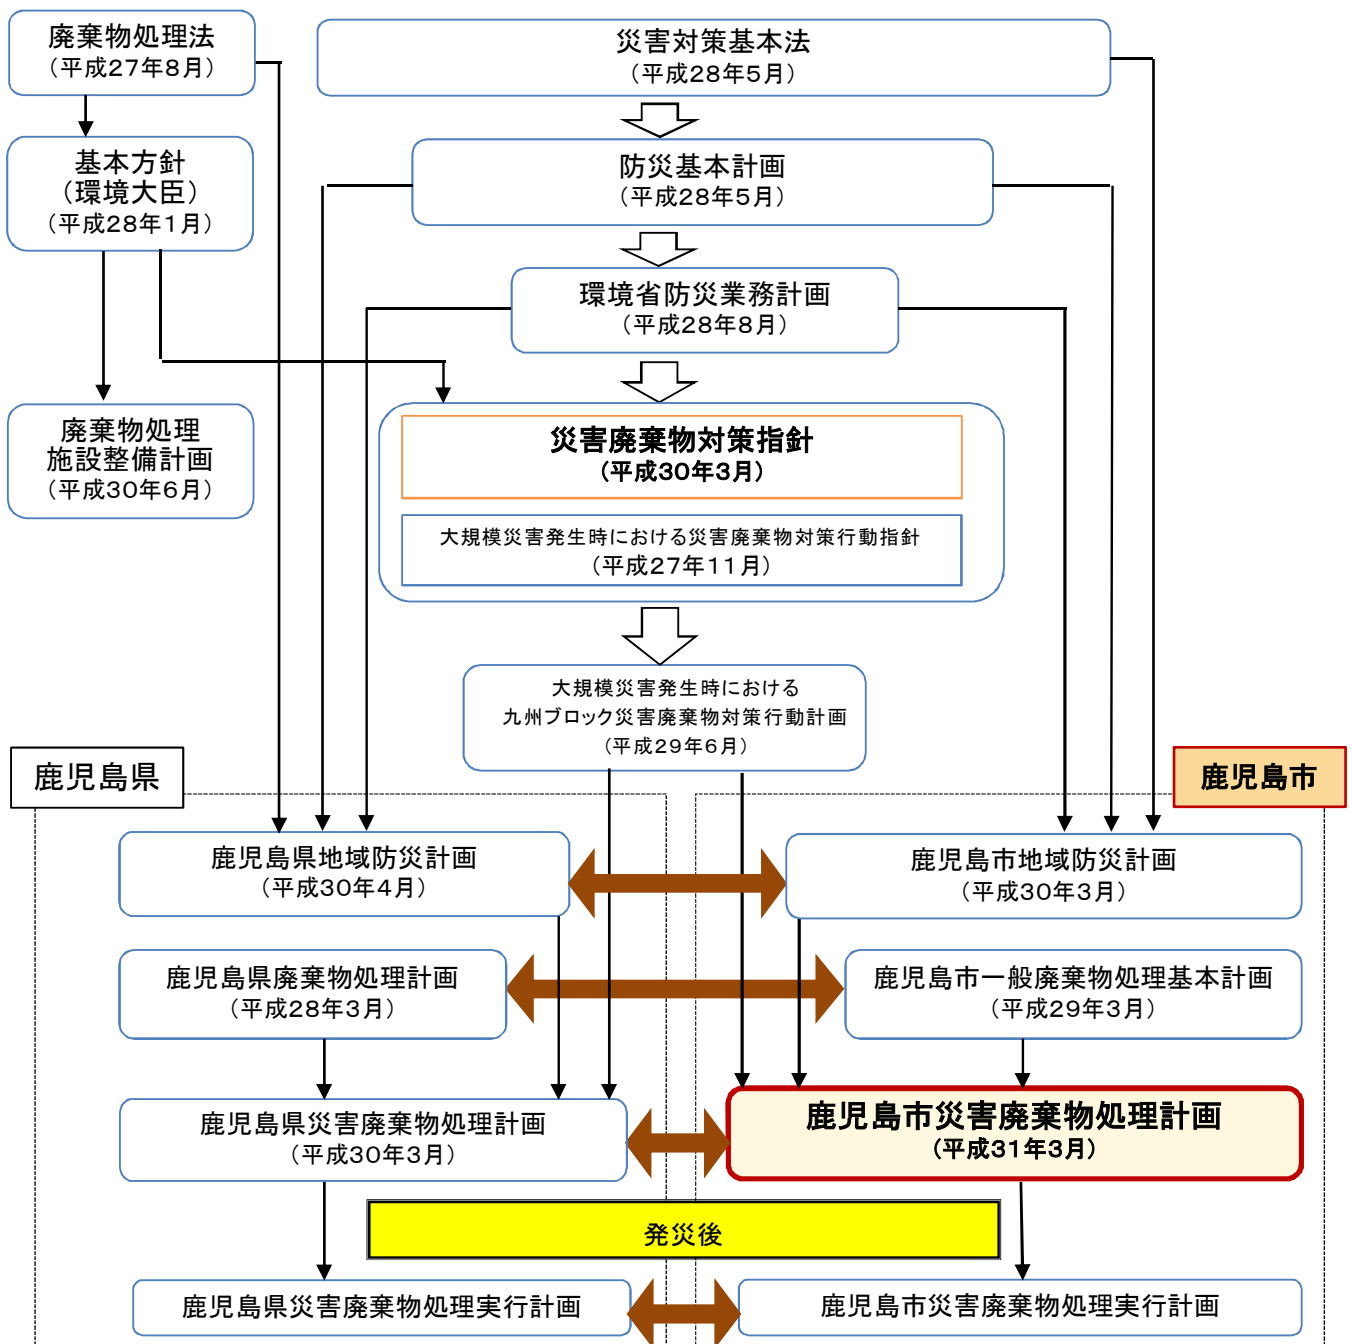 廃棄物処理法
（平成27年8月）
災害対策基本法
（平成28年5月）
基本方針
（環境大臣）
（平成28年1月）
防災基本計画
（平成28年5月）
環境省防災業務計画
（平成28年8月）
廃棄物処理
施設整備計画
（平成30年6月）
災害廃棄物対策指針
（平成30年3月）
大規模災害発生時における災害廃棄物対策行動指針
（平成27年11月）
大規模災害発生時における
九州ブロック災害廃棄物対策行動計画
（平成29年6月）
鹿児島県
鹿児島市
鹿児島県地域防災計画
（平成30年4月）
鹿児島市地域防災計画
（平成30年3月）
鹿児島県廃棄物処理計画
（平成28年3月）
鹿児島市一般廃棄物処理基本計画
（平成29年3月）
鹿児島県災害廃棄物処理計画
（平成30年3月）
鹿児島市災害廃棄物処理計画
（平成31年3月）
発災後
鹿児島県災害廃棄物処理実行計画
鹿児島市災害廃棄物処理実行計画